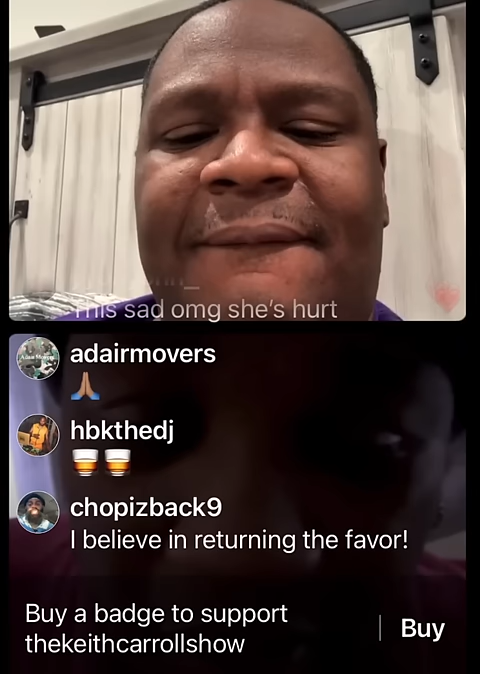 This sad omg she's hurt
adairmovers
🙏🏽
hbkthedj
🥃🥃
chopizback9
I believe in returning the favor!
Buy a badge to support
thekeithcarrollshow
Buy